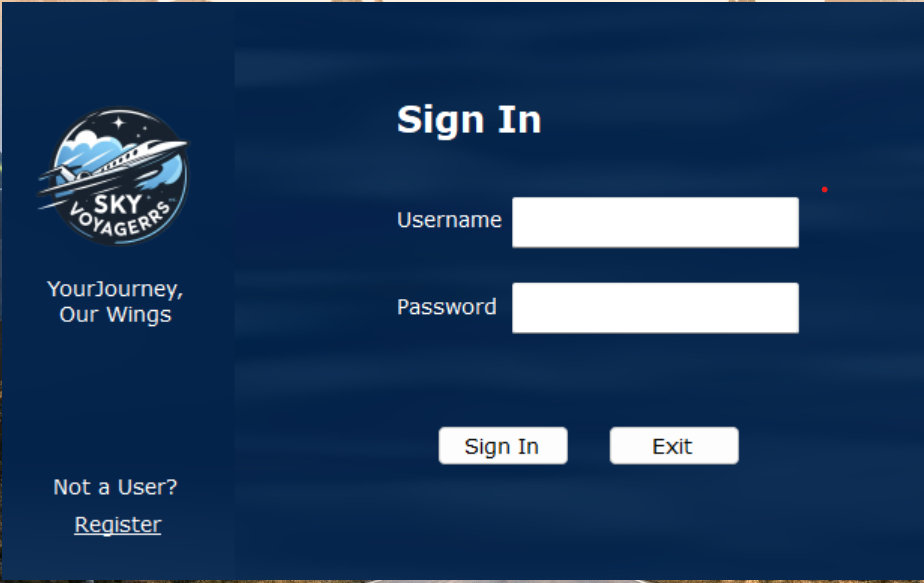 SKY
VOYAGERRS
YourJourney,
Our Wings
Not a User?
Register
Sign In
Username
Password
Sign In
Exit